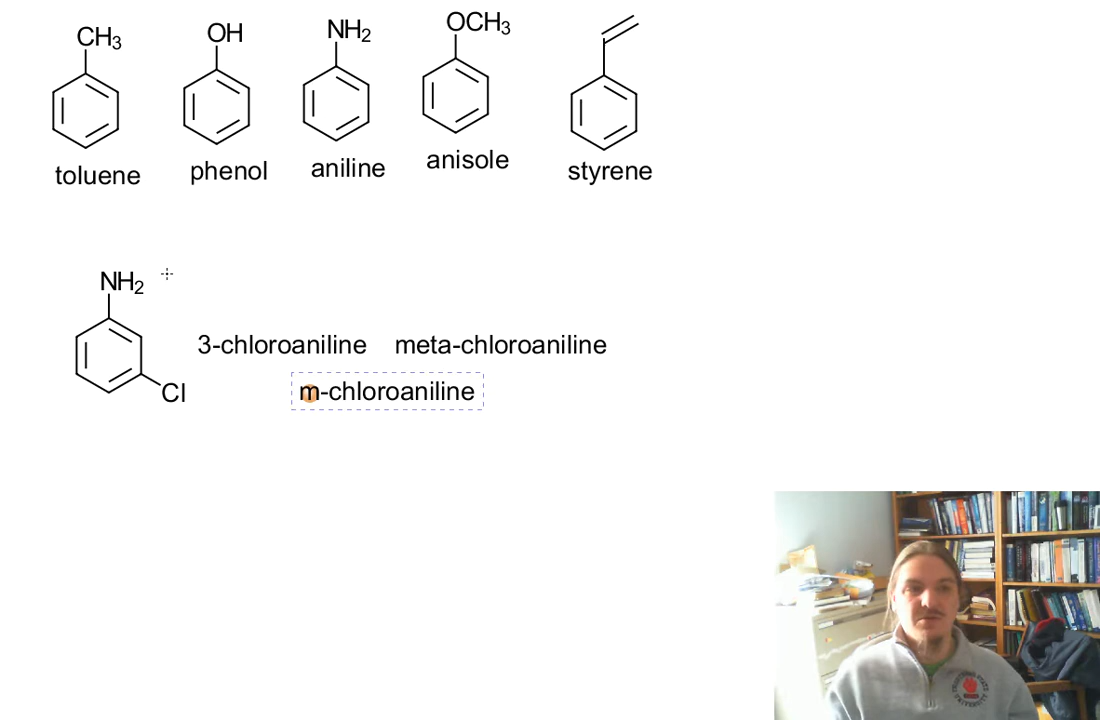 CH3 OH NH2 OCH3
toluene phenol aniline anisole styrene
NH2
3-chloroaniline meta-chloroaniline
Cl m-chloroaniline